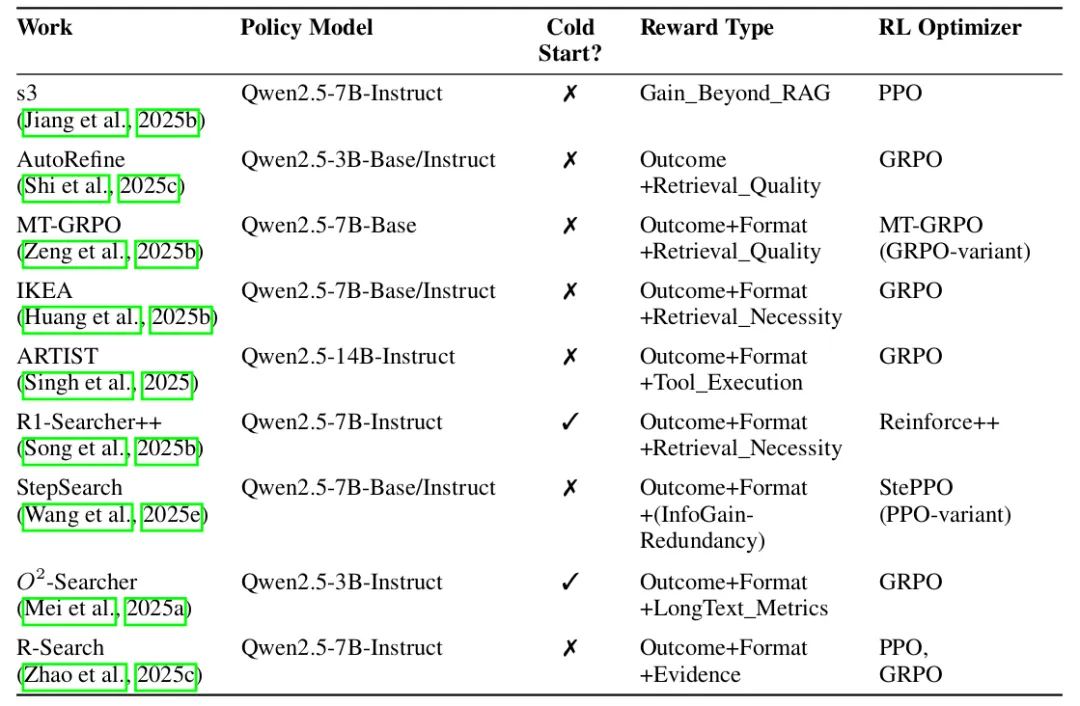 Work Policy Model Cold Reward Type RL Optimizer
Start?
s3 Qwen2.5-7B-Instruct ✗ Gain_Beyond_RAG PPO
(Jiang et al., 2025b)
AutoRefine Qwen2.5-3B-Base/Instruct ✗ Outcome GRPO
(Shi et al., 2025c) +Retrieval_Quality
MT-GRPO Qwen2.5-7B-Base ✗ Outcome+Format MT-GRPO
(Zeng et al., 2025b) +Retrieval_Quality (GRPO-variant)
IKEA Qwen2.5-7B-Base/Instruct ✗ Outcome+Format GRPO
(Huang et al., 2025b) +Retrieval_Necessity
ARTIST Qwen2.5-14B-Instruct ✗ Outcome+Format GRPO
(Singh et al., 2025) +Tool_Execution
R1-Searcher++ Qwen2.5-7B-Instruct ✓ Outcome+Format Reinforce++
(Song et al., 2025b) +Retrieval_Necessity
StepSearch Qwen2.5-7B-Base/Instruct ✗ Outcome+Format StePPO
(Wang et al., 2025e) +(InfoGain- (PPO-variant)
Redundancy)
O²-Searcher Qwen2.5-3B-Instruct ✓ Outcome+Format GRPO
(Mei et al., 2025a) +LongText_Metrics
R-Search Qwen2.5-7B-Instruct ✗ Outcome+Format PPO,
(Zhao et al., 2025c) +Evidence GRPO